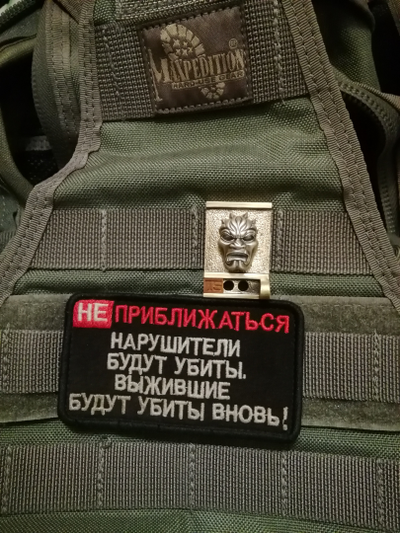 MAXPEDITION®
HARD-USE GEAR
НЕ ПРИБЛИЖАТЬСЯ
НАРУШИТЕЛИ
БУДУТ УБИТЫ.
ВЫЖИВШИЕ
БУДУТ УБИТЫ ВНОВЬ!